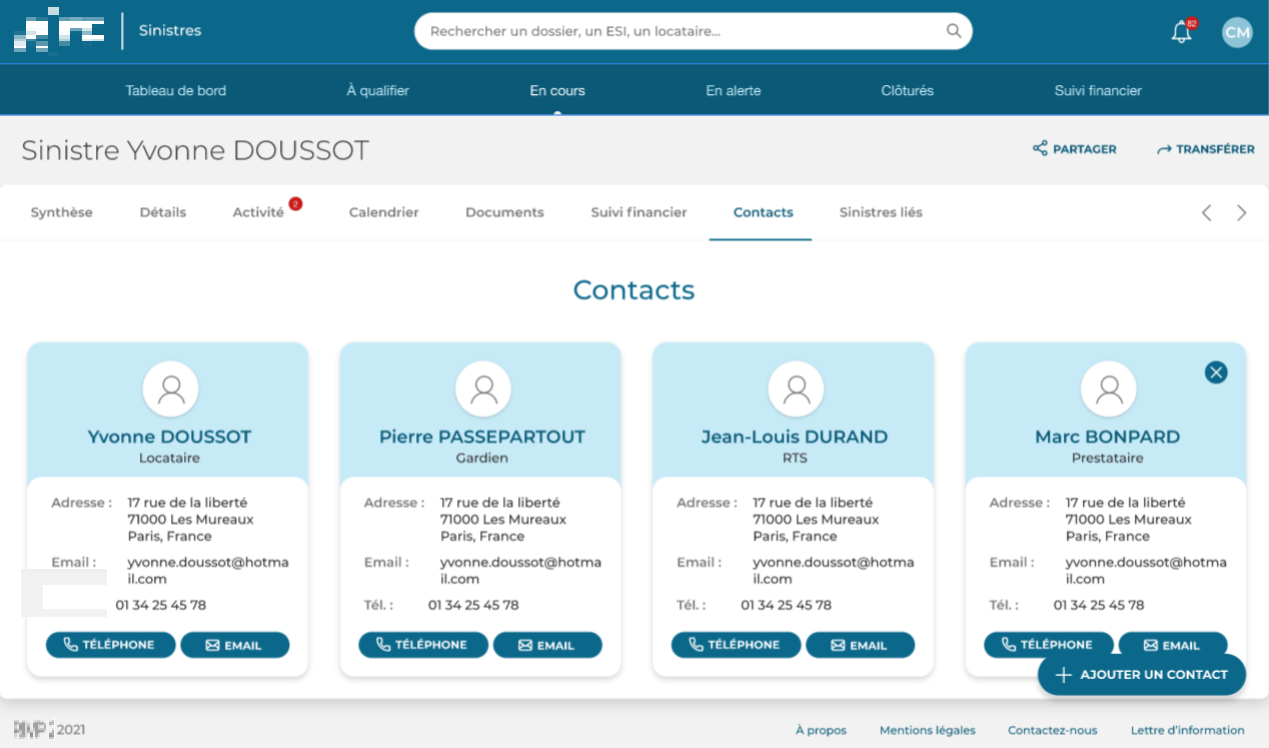 Sinistres
Rechercher un dossier, un ESI, un locataire...
82
CM
Tableau de bord
À qualifier
En cours
En alerte
Clôturés
Suivi financier
Sinistre Yvonne DOUSSOT
PARTAGER
TRANSFÉRER
Synthèse
Détails
Activité
2
Calendrier
Documents
Suivi financier
Contacts
Sinistres liés
Contacts
Yvonne DOUSSOT
Locataire
Adresse : 17 rue de la liberté
71000 Les Mureaux
Paris, France
Email : yvonne.doussot@hotma
il.com
01 34 25 45 78
TÉLÉPHONE
EMAIL
Pierre PASSEPARTOUT
Gardien
Adresse : 17 rue de la liberté
71000 Les Mureaux
Paris, France
Email : yvonne.doussot@hotma
il.com
Tél. : 01 34 25 45 78
TÉLÉPHONE
EMAIL
Jean-Louis DURAND
RTS
Adresse : 17 rue de la liberté
71000 Les Mureaux
Paris, France
Email : yvonne.doussot@hotma
il.com
Tél. : 01 34 25 45 78
TÉLÉPHONE
EMAIL
Marc BONPARD
Prestataire
Adresse : 17 rue de la liberté
71000 Les Mureaux
Paris, France
Email : yvonne.doussot@hotma
il.com
Tél. : 01 34 25 45 78
TÉLÉPHONE
EMAIL
AJOUTER UN CONTACT
2021
À propos
Mentions légales
Contactez-nous
Lettre d'information